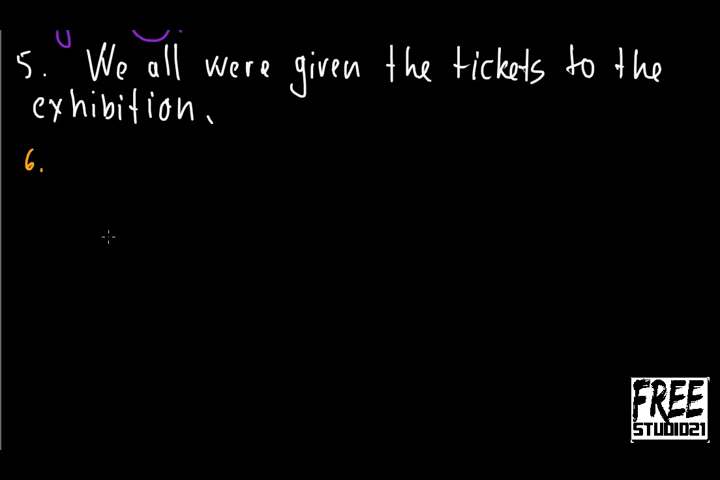 5. We all were given the tickets to the
exhibition.
6.
FREE
STUDIO21